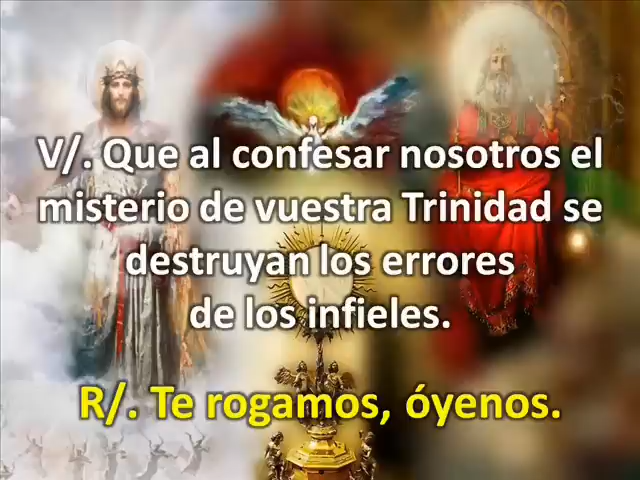 V/. Que al confesar nosotros el
misterio de vuestra Trinidad se
destruyan los errores
de los infieles.
R/. Te rogamos, óyenos.